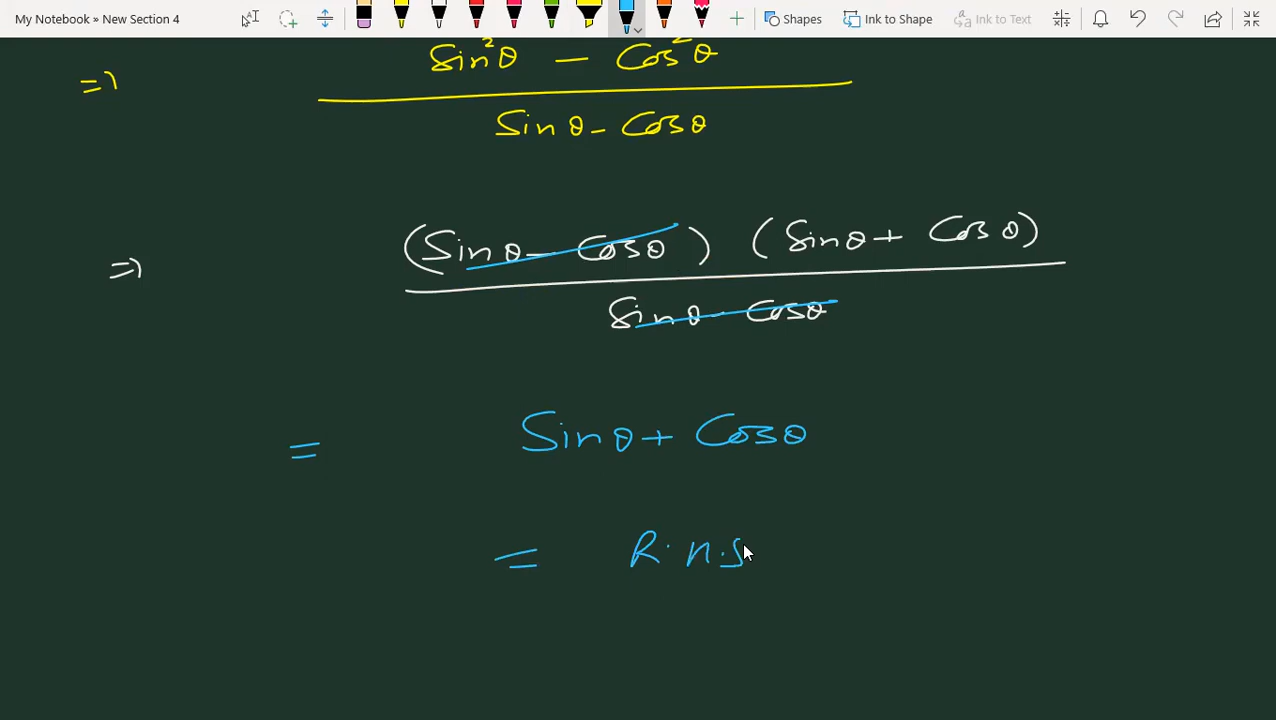 My Notebook » New Section 4
Shapes
Ink to Shape
Ink to Text
=> Sin²θ - Cos²θ
Sinθ - Cosθ
=> (Sinθ - Cosθ) (Sinθ + Cosθ)
Sinθ - Cosθ
= Sinθ + Cosθ
= R.H.S